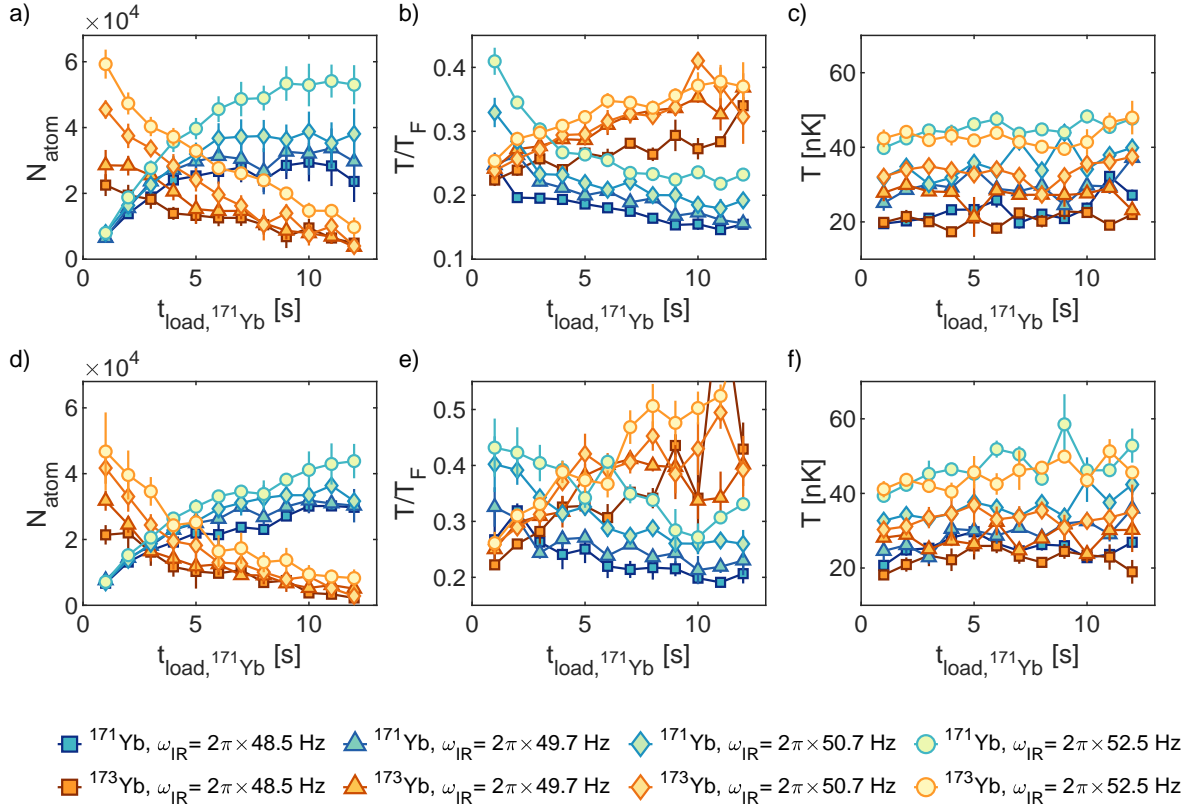 a)
×10⁴
6
4
2
0
N_atom
0 5 10
t_load,¹⁷¹Yb [s]
b)
0.4
0.3
0.2
0.1
T/T_F
0 5 10
t_load,¹⁷¹Yb [s]
c)
60
40
20
T [nK]
0 5 10
t_load,¹⁷¹Yb [s]
d)
×10⁴
6
4
2
0
N_atom
0 5 10
t_load,¹⁷¹Yb [s]
e)
0.5
0.4
0.3
0.2
T/T_F
0 5 10
t_load,¹⁷¹Yb [s]
f)
60
40
20
T [nK]
0 5 10
t_load,¹⁷¹Yb [s]
¹⁷¹Yb, ω_IR= 2π×48.5 Hz ¹⁷¹Yb, ω_IR= 2π×49.7 Hz ¹⁷¹Yb, ω_IR= 2π×50.7 Hz ¹⁷¹Yb, ω_IR= 2π×52.5 Hz
¹⁷³Yb, ω_IR= 2π×48.5 Hz ¹⁷³Yb, ω_IR= 2π×49.7 Hz ¹⁷³Yb, ω_IR= 2π×50.7 Hz ¹⁷³Yb, ω_IR= 2π×52.5 Hz